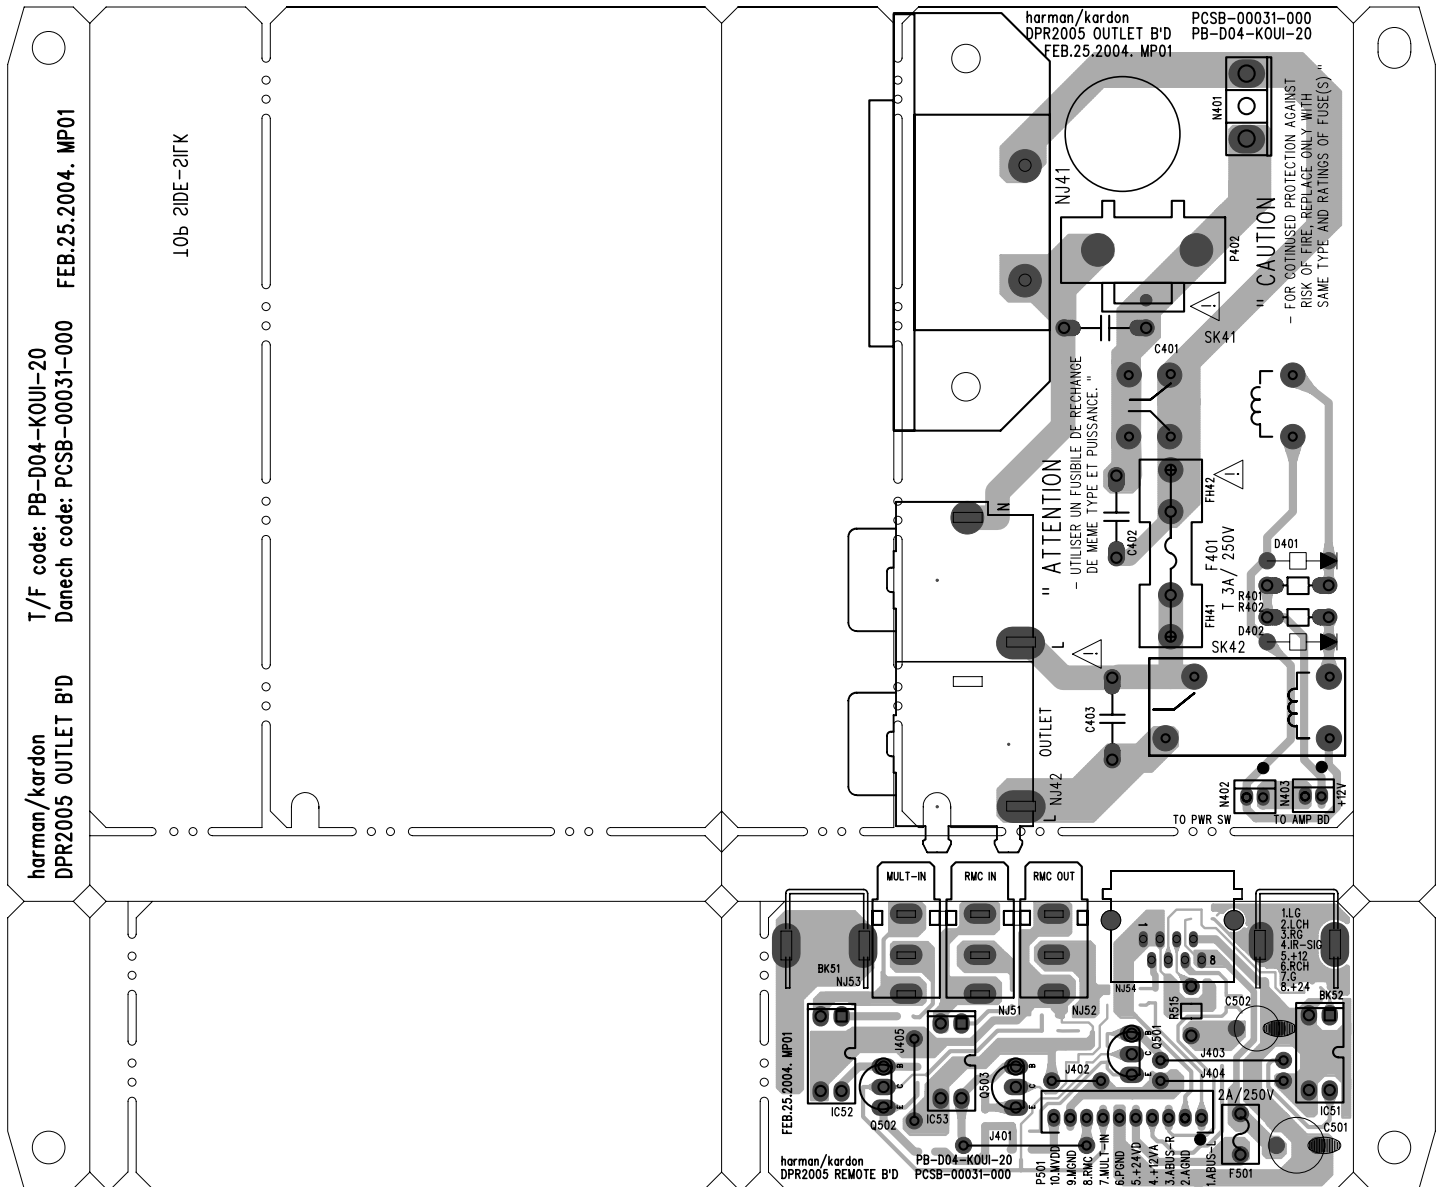 harman/kardon
DPR2005 OUTLET B'D
T/F code: PB-D04-KOUI-20
Danech code: PCSB-00031-000
FEB.25.2004. MP01
TOP SIDE-SILK
harman/kardon
DPR2005 OUTLET B'D
FEB.25.2004. MP01
PCSB-00031-000
PB-D04-KOUI-20
N401
NJ41
P402
" CAUTION "
- FOR COTINUSED PROTECTION AGAINST
RISK OF FIRE, REPLACE ONLY WITH
SAME TYPE AND RATINGS OF FUSE(S)
!
SK41
C401
" ATTENTION
- UTILISER UN FUSIBILE DE RECHANGE
DE MEME TYPE ET PUISSANCE. "
FH42
!
N
C402
F401
T 3A/ 250V
D401
R401
R402
D402
FH41
SK42
L
!
C403
OUTLET
NJ42
L
N402
N403
+12V
TO PWR SW
TO AMP BD
MULT-IN
RMC IN
RMC OUT
1
8
1.LG
2.LCH
3.RG
4.IR-SIG
5.+12
6.RCH
7.G
8.+24
BK51
NJ53
NJ51
NJ52
NJ54
R515
C502
BK52
FEB.25.2004. MP01
J405
B
C
E
Q503
B
C
E
B
C
E
Q501
J403
J402
J404
2A/250V
IC52
Q502
IC53
IC51
J401
C501
F501
harman/kardon
DPR2005 REMOTE B'D
PB-D04-KOUI-20
PCSB-00031-000
P501
10.MVDD
9.MGND
8.RMC
7.MULT-IN
6.PGND
5.+24VD
4.+12VA
3.ABUS-R
2.AGND
1.ABUS-L